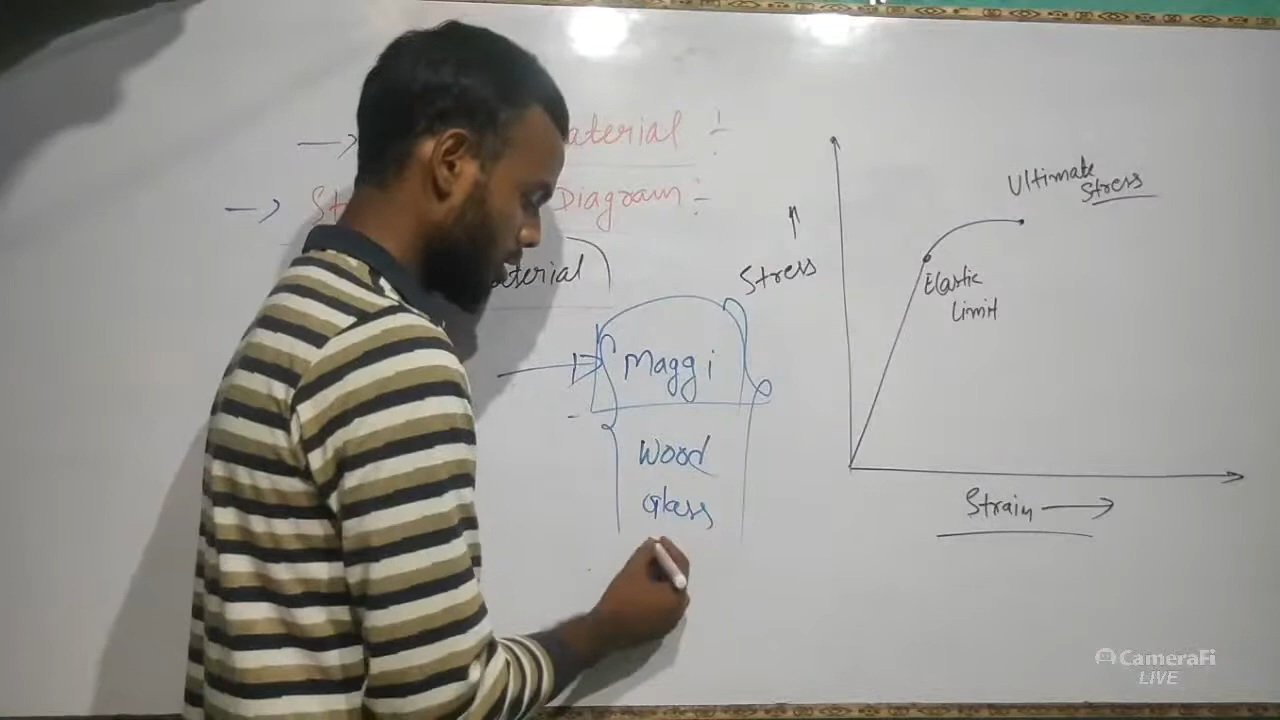 → aterial :-
→ St Diagram :-
aterial
Maggi
Wood
Glass
Stress
Ultimate
Stress
Elastic
Limit
Strain →
CameraFi
LIVE